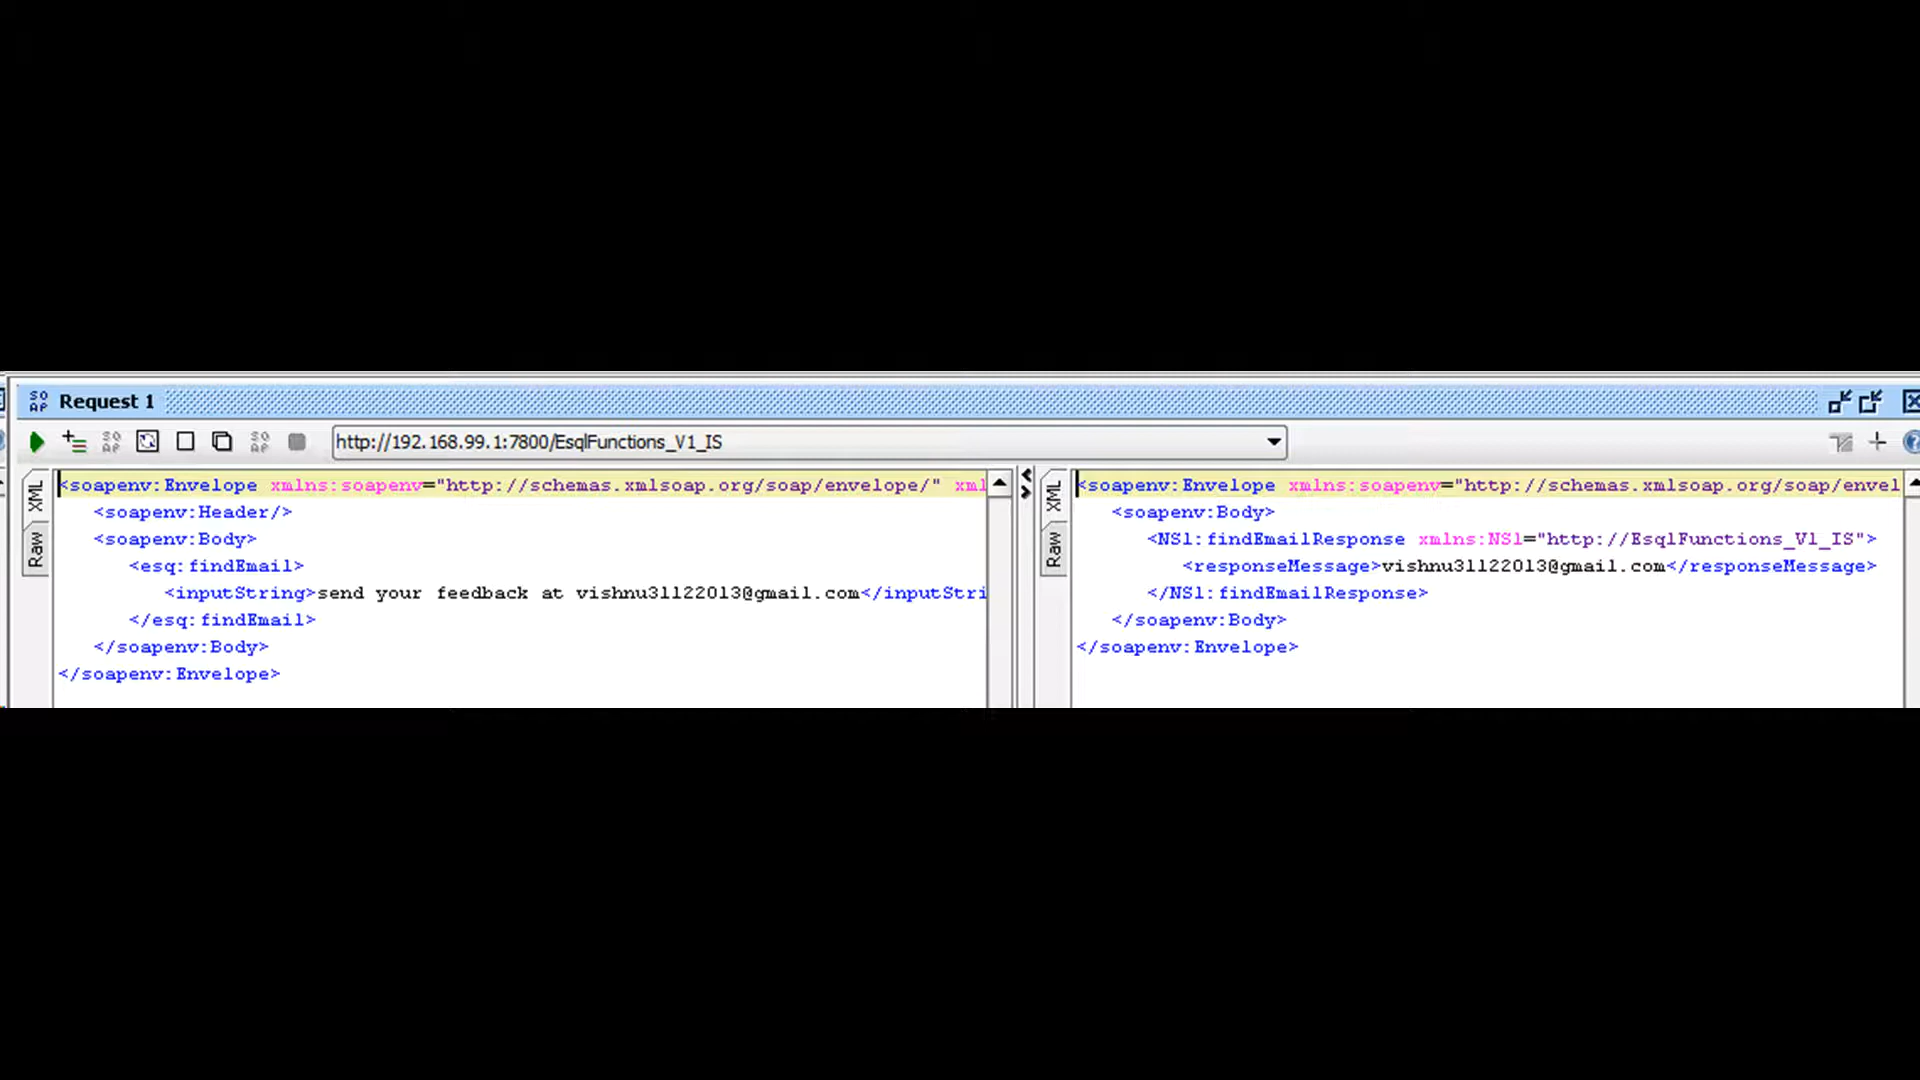 Request 1
http://192.168.99.1:7800/EsqlFunctions_V1_IS
XML
Raw
<soapenv:Envelope xmlns:soapenv="http://schemas.xmlsoap.org/soap/envelope/" xml
<soapenv:Header/>
<soapenv:Body>
<esq:findEmail>
<inputString>send your feedback at vishnu31122013@gmail.com</inputStri
</esq:findEmail>
</soapenv:Body>
</soapenv:Envelope>
XML
Raw
<soapenv:Envelope xmlns:soapenv="http://schemas.xmlsoap.org/soap/envel
<soapenv:Body>
<NS1:findEmailResponse xmlns:NS1="http://EsqlFunctions_V1_IS">
<responseMessage>vishnu31122013@gmail.com</responseMessage>
</NS1:findEmailResponse>
</soapenv:Body>
</soapenv:Envelope>